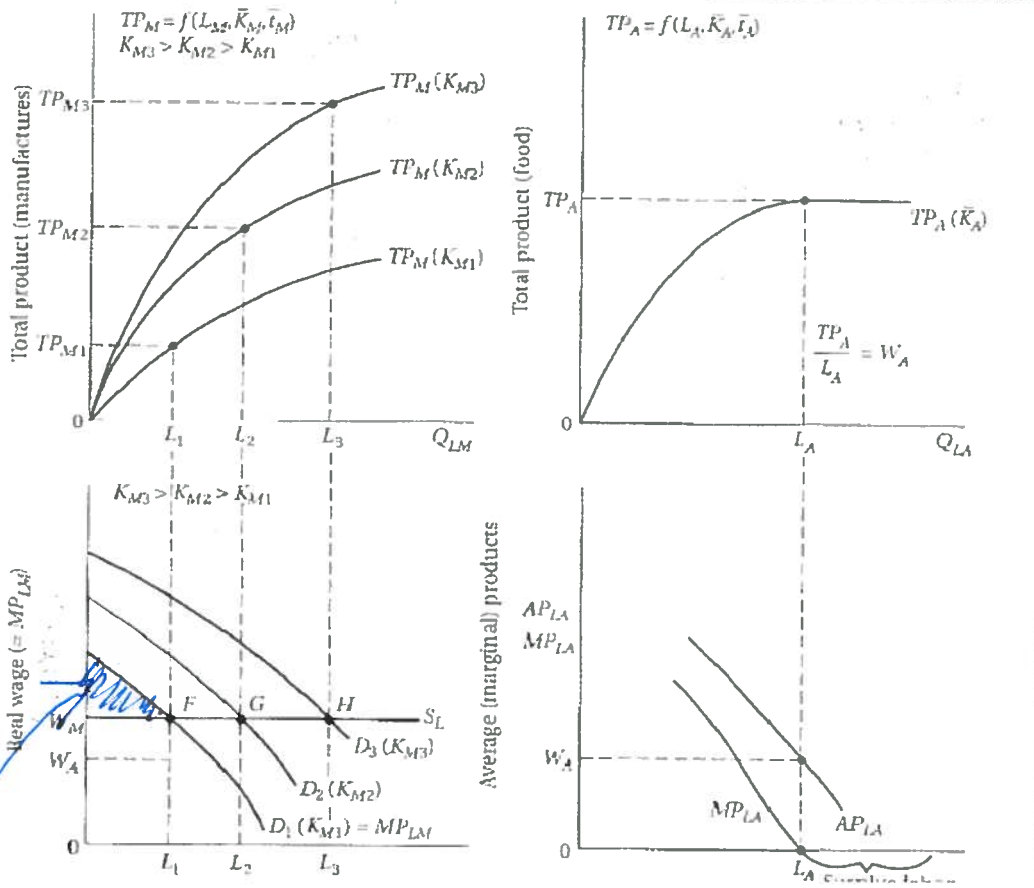 TP_M = f(L_M, K̄_M, t̄_M)
K_M3 > K_M2 > K_M1
Total product (manufactures)
TP_M3
TP_M2
TP_M1
0
TP_M(K_M3)
TP_M(K_M2)
TP_M(K_M1)
L_1 L_2 L_3 Q_LM
TP_A = f(L_A, K̄_A, t̄_A)
Total product (food)
TP_A
0
TP_A(K̄_A)
TP_A / L_A = W_A
L_A Q_LA
K_M3 > K_M2 > K_M1
Real wage (= MP_LM)
W_M
W_A
0
F G H S_L
D_3(K_M3)
D_2(K_M2)
D_1(K_M1) = MP_LM
L_1 L_2 L_3
Average (marginal) products
AP_LA
MP_LA
W_A
0
MP_LA
AP_LA
L_A Surplus labor
Q_LA